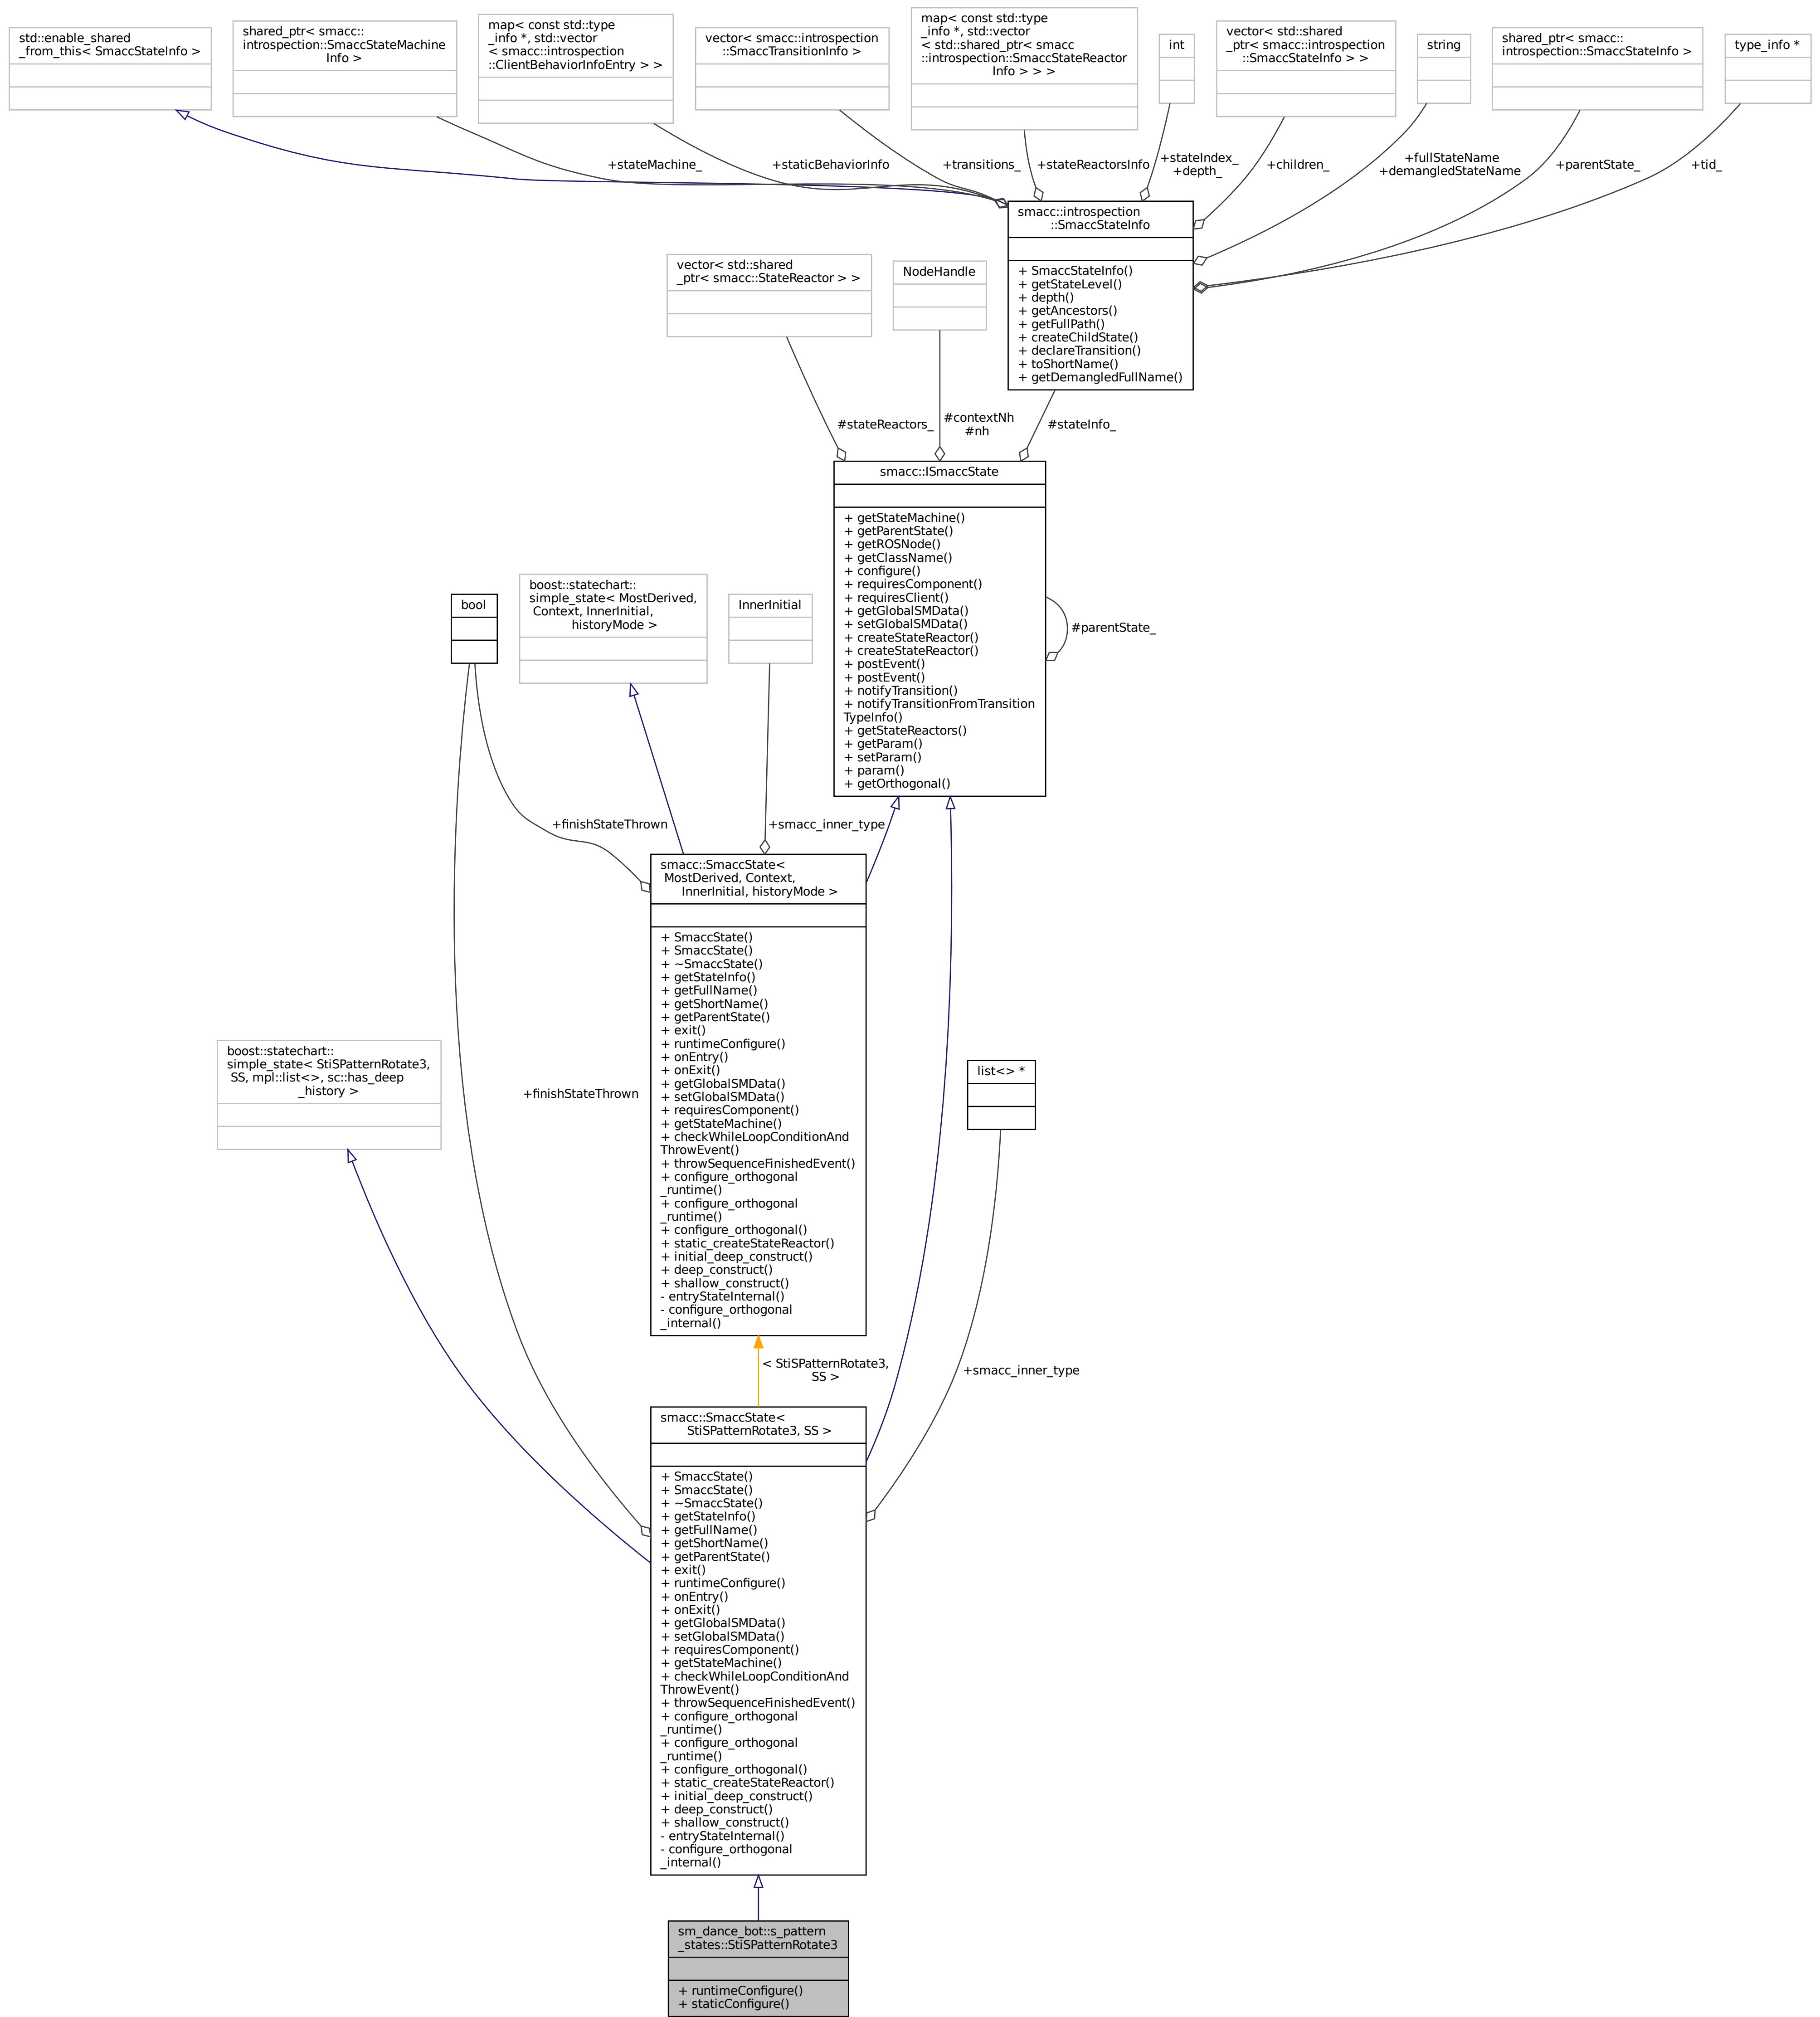 std::enable_shared
_from_this< SmaccStateInfo >
shared_ptr< smacc::
introspection::SmaccStateMachine
Info >
map< const std::type
_info *, std::vector
< smacc::introspection
::ClientBehaviorInfoEntry > >
vector< smacc::introspection
::SmaccTransitionInfo >
map< const std::type
_info *, std::vector
< std::shared_ptr< smacc
::introspection::SmaccStateReactor
Info > > >
int
vector< std::shared
_ptr< smacc::introspection
::SmaccStateInfo > >
string
shared_ptr< smacc::
introspection::SmaccStateInfo >
type_info *
+stateMachine_
+staticBehaviorInfo
+transitions_
+stateReactorsInfo
+stateIndex_
+depth_
+children_
+fullStateName
+demangledStateName
+parentState_
+tid_
smacc::introspection
::SmaccStateInfo
+ SmaccStateInfo()
+ getStateLevel()
+ depth()
+ getAncestors()
+ getFullPath()
+ createChildState()
+ declareTransition()
+ toShortName()
+ getDemangledFullName()
vector< std::shared
_ptr< smacc::StateReactor > >
NodeHandle
#stateReactors_
#contextNh
#nh
#stateInfo_
smacc::ISmaccState
+ getStateMachine()
+ getParentState()
+ getROSNode()
+ getClassName()
+ configure()
+ requiresComponent()
+ requiresClient()
+ getGlobalSMData()
+ setGlobalSMData()
+ createStateReactor()
+ createStateReactor()
+ postEvent()
+ postEvent()
+ notifyTransition()
+ notifyTransitionFromTransition
TypeInfo()
+ getStateReactors()
+ getParam()
+ setParam()
+ param()
+ getOrthogonal()
#parentState_
bool
boost::statechart::
simple_state< MostDerived,
Context, InnerInitial,
historyMode >
InnerInitial
+finishStateThrown
+smacc_inner_type
smacc::SmaccState<
MostDerived, Context,
InnerInitial, historyMode >
+ SmaccState()
+ SmaccState()
+ ~SmaccState()
+ getStateInfo()
+ getFullName()
+ getShortName()
+ getParentState()
+ exit()
+ runtimeConfigure()
+ onEntry()
+ onExit()
+ getGlobalSMData()
+ setGlobalSMData()
+ requiresComponent()
+ getStateMachine()
+ checkWhileLoopConditionAnd
ThrowEvent()
+ throwSequenceFinishedEvent()
+ configure_orthogonal
_runtime()
+ configure_orthogonal
_runtime()
+ configure_orthogonal()
+ static_createStateReactor()
+ initial_deep_construct()
+ deep_construct()
+ shallow_construct()
- entryStateInternal()
- configure_orthogonal
_internal()
boost::statechart::
simple_state< StiSPatternRotate3,
SS, mpl::list<>, sc::has_deep
_history >
+finishStateThrown
list<> *
< StiSPatternRotate3,
SS >
+smacc_inner_type
smacc::SmaccState<
StiSPatternRotate3, SS >
+ SmaccState()
+ SmaccState()
+ ~SmaccState()
+ getStateInfo()
+ getFullName()
+ getShortName()
+ getParentState()
+ exit()
+ runtimeConfigure()
+ onEntry()
+ onExit()
+ getGlobalSMData()
+ setGlobalSMData()
+ requiresComponent()
+ getStateMachine()
+ checkWhileLoopConditionAnd
ThrowEvent()
+ throwSequenceFinishedEvent()
+ configure_orthogonal
_runtime()
+ configure_orthogonal
_runtime()
+ configure_orthogonal()
+ static_createStateReactor()
+ initial_deep_construct()
+ deep_construct()
+ shallow_construct()
- entryStateInternal()
- configure_orthogonal
_internal()
sm_dance_bot::s_pattern
_states::StiSPatternRotate3
+ runtimeConfigure()
+ staticConfigure()